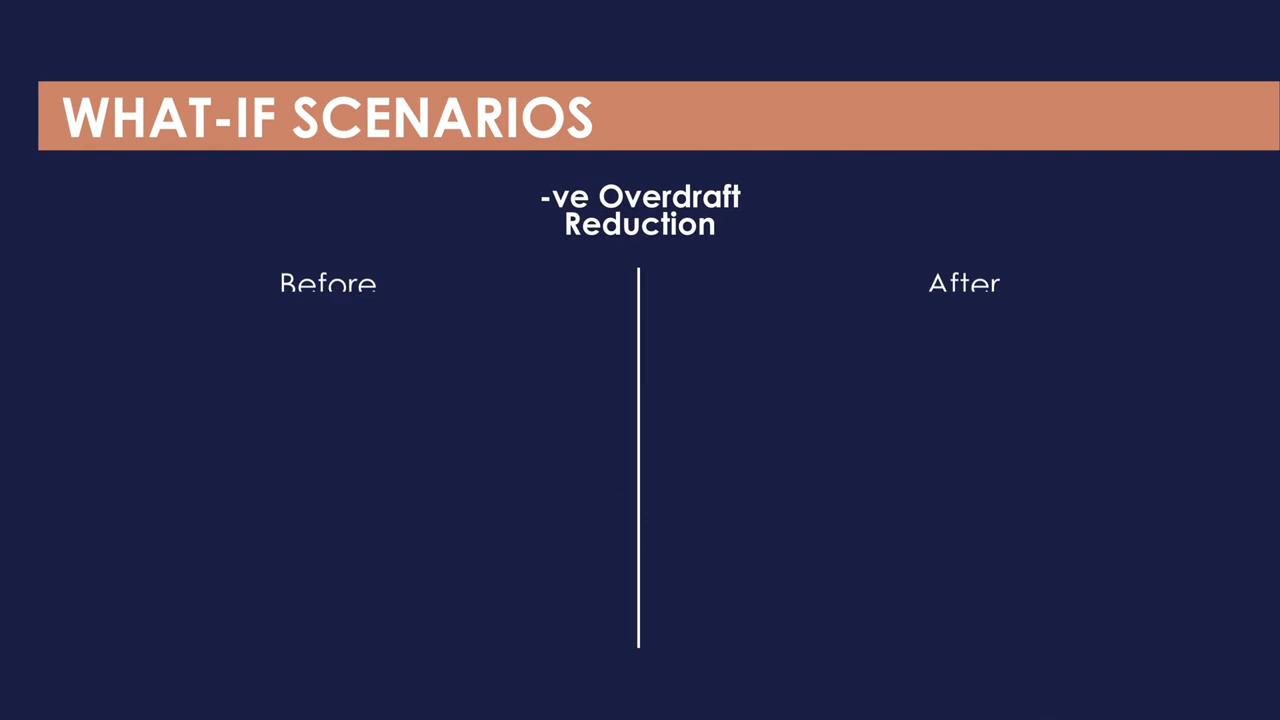 WHAT-IF SCENARIOS
-ve Overdraft
Reduction
Before
After